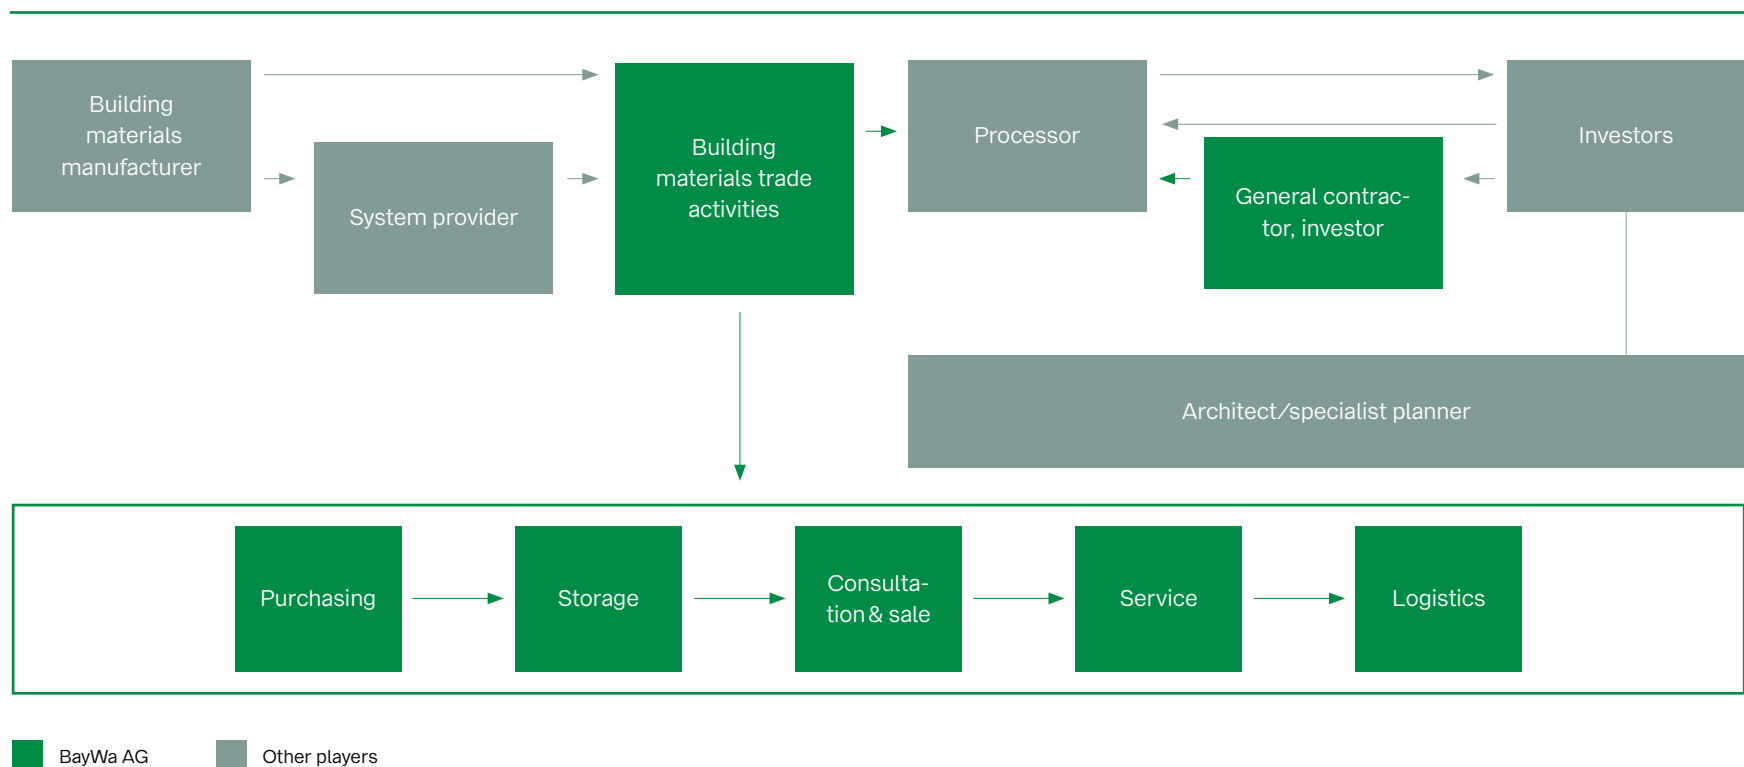 Building
materials
manufacturer
System provider
Building
materials trade
activities
Processor
General contrac-
tor, investor
Investors
Architect/specialist planner
Purchasing
Storage
Consulta-
tion & sale
Service
Logistics
BayWa AG
Other players